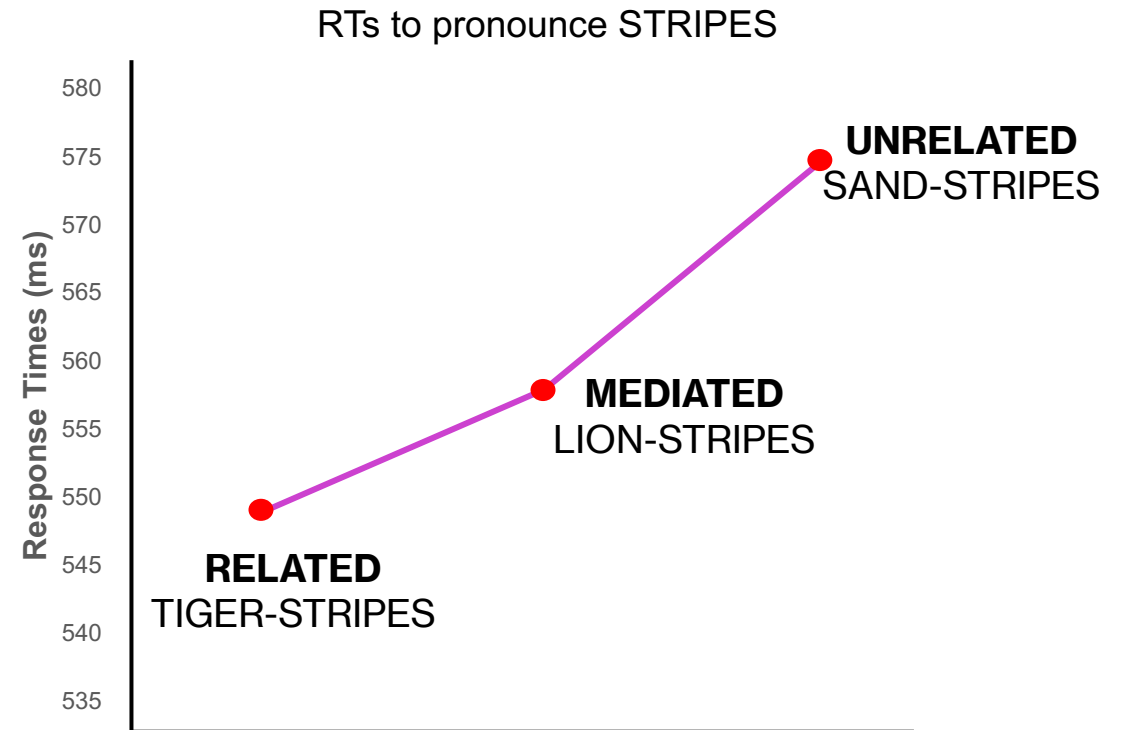 RTs to pronounce STRIPES
Response Times (ms)
580
575
570
565
560
555
550
545
540
535
UNRELATED
SAND-STRIPES
MEDIATED
LION-STRIPES
RELATED
TIGER-STRIPES